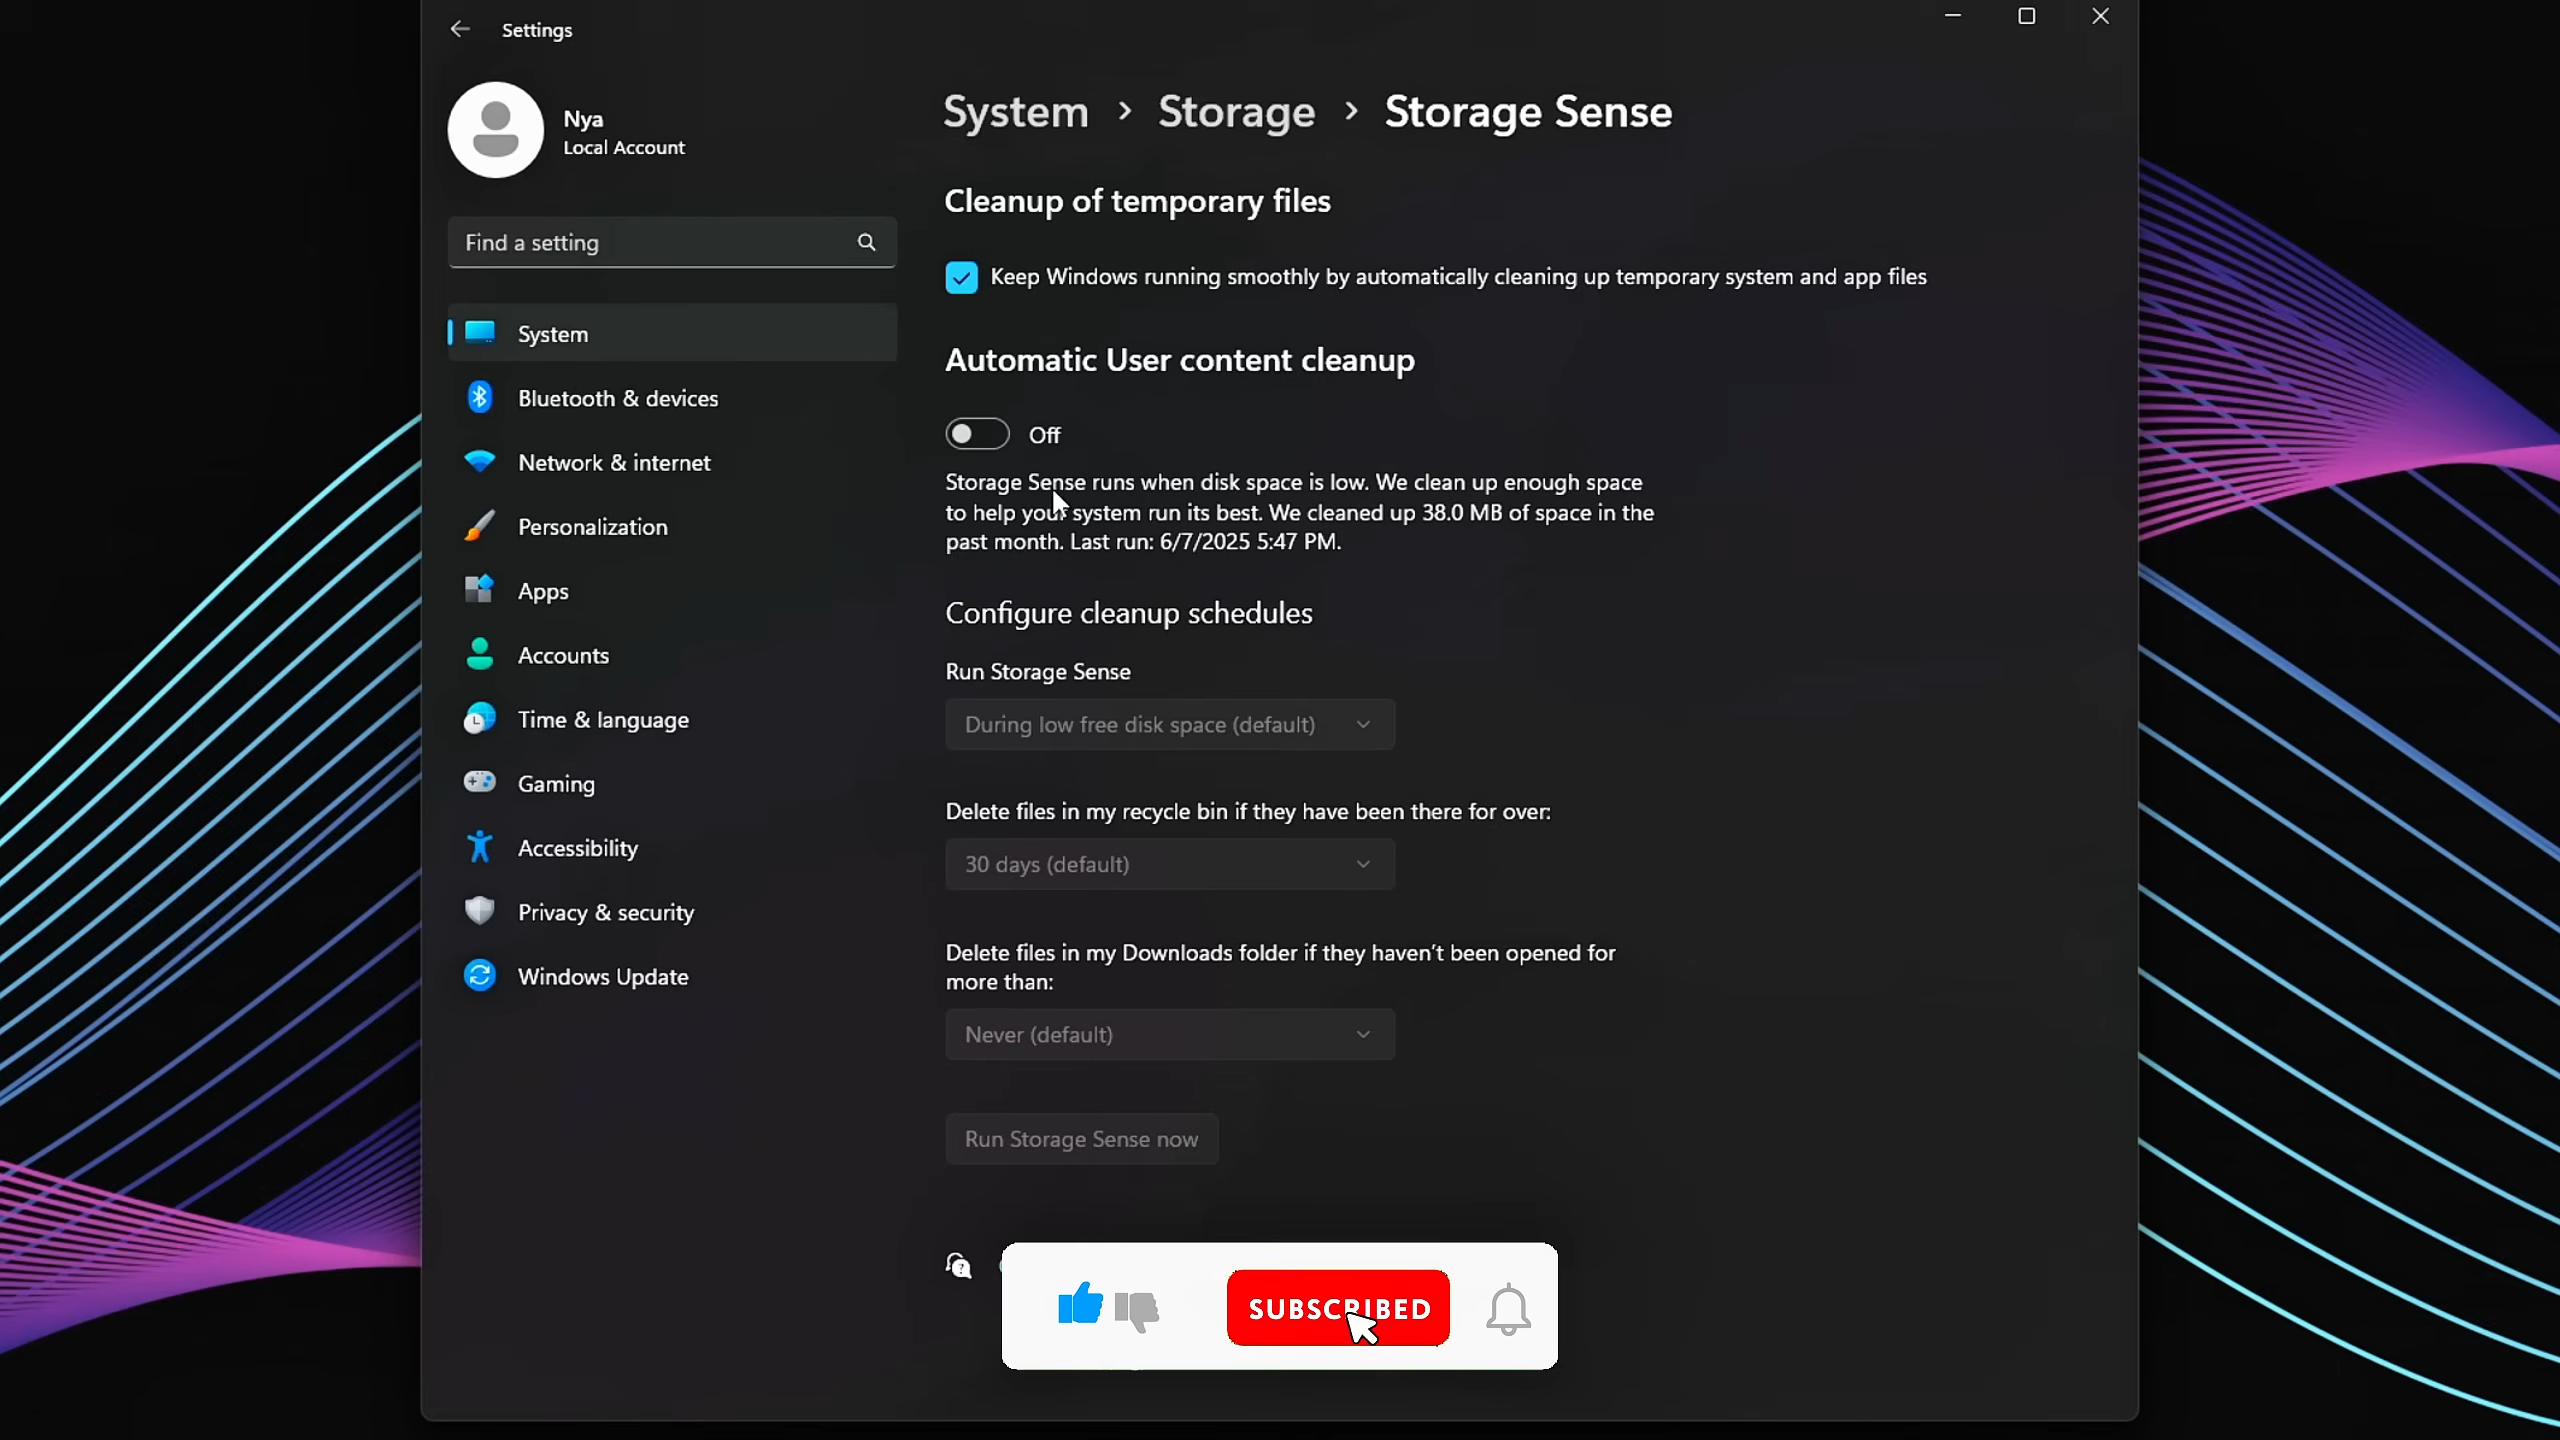 Settings
Nya
Local Account
Find a setting
System
Bluetooth & devices
Network & internet
Personalization
Apps
Accounts
Time & language
Gaming
Accessibility
Privacy & security
Windows Update
System > Storage > Storage Sense
Cleanup of temporary files
Keep Windows running smoothly by automatically cleaning up temporary system and app files
Automatic User content cleanup
Off
Storage Sense runs when disk space is low. We clean up enough space
to help your system run its best. We cleaned up 38.0 MB of space in the
past month. Last run: 6/7/2025 5:47 PM.
Configure cleanup schedules
Run Storage Sense
During low free disk space (default)
Delete files in my recycle bin if they have been there for over:
30 days (default)
Delete files in my Downloads folder if they haven't been opened for
more than:
Never (default)
Run Storage Sense now
SUBSCRIBED